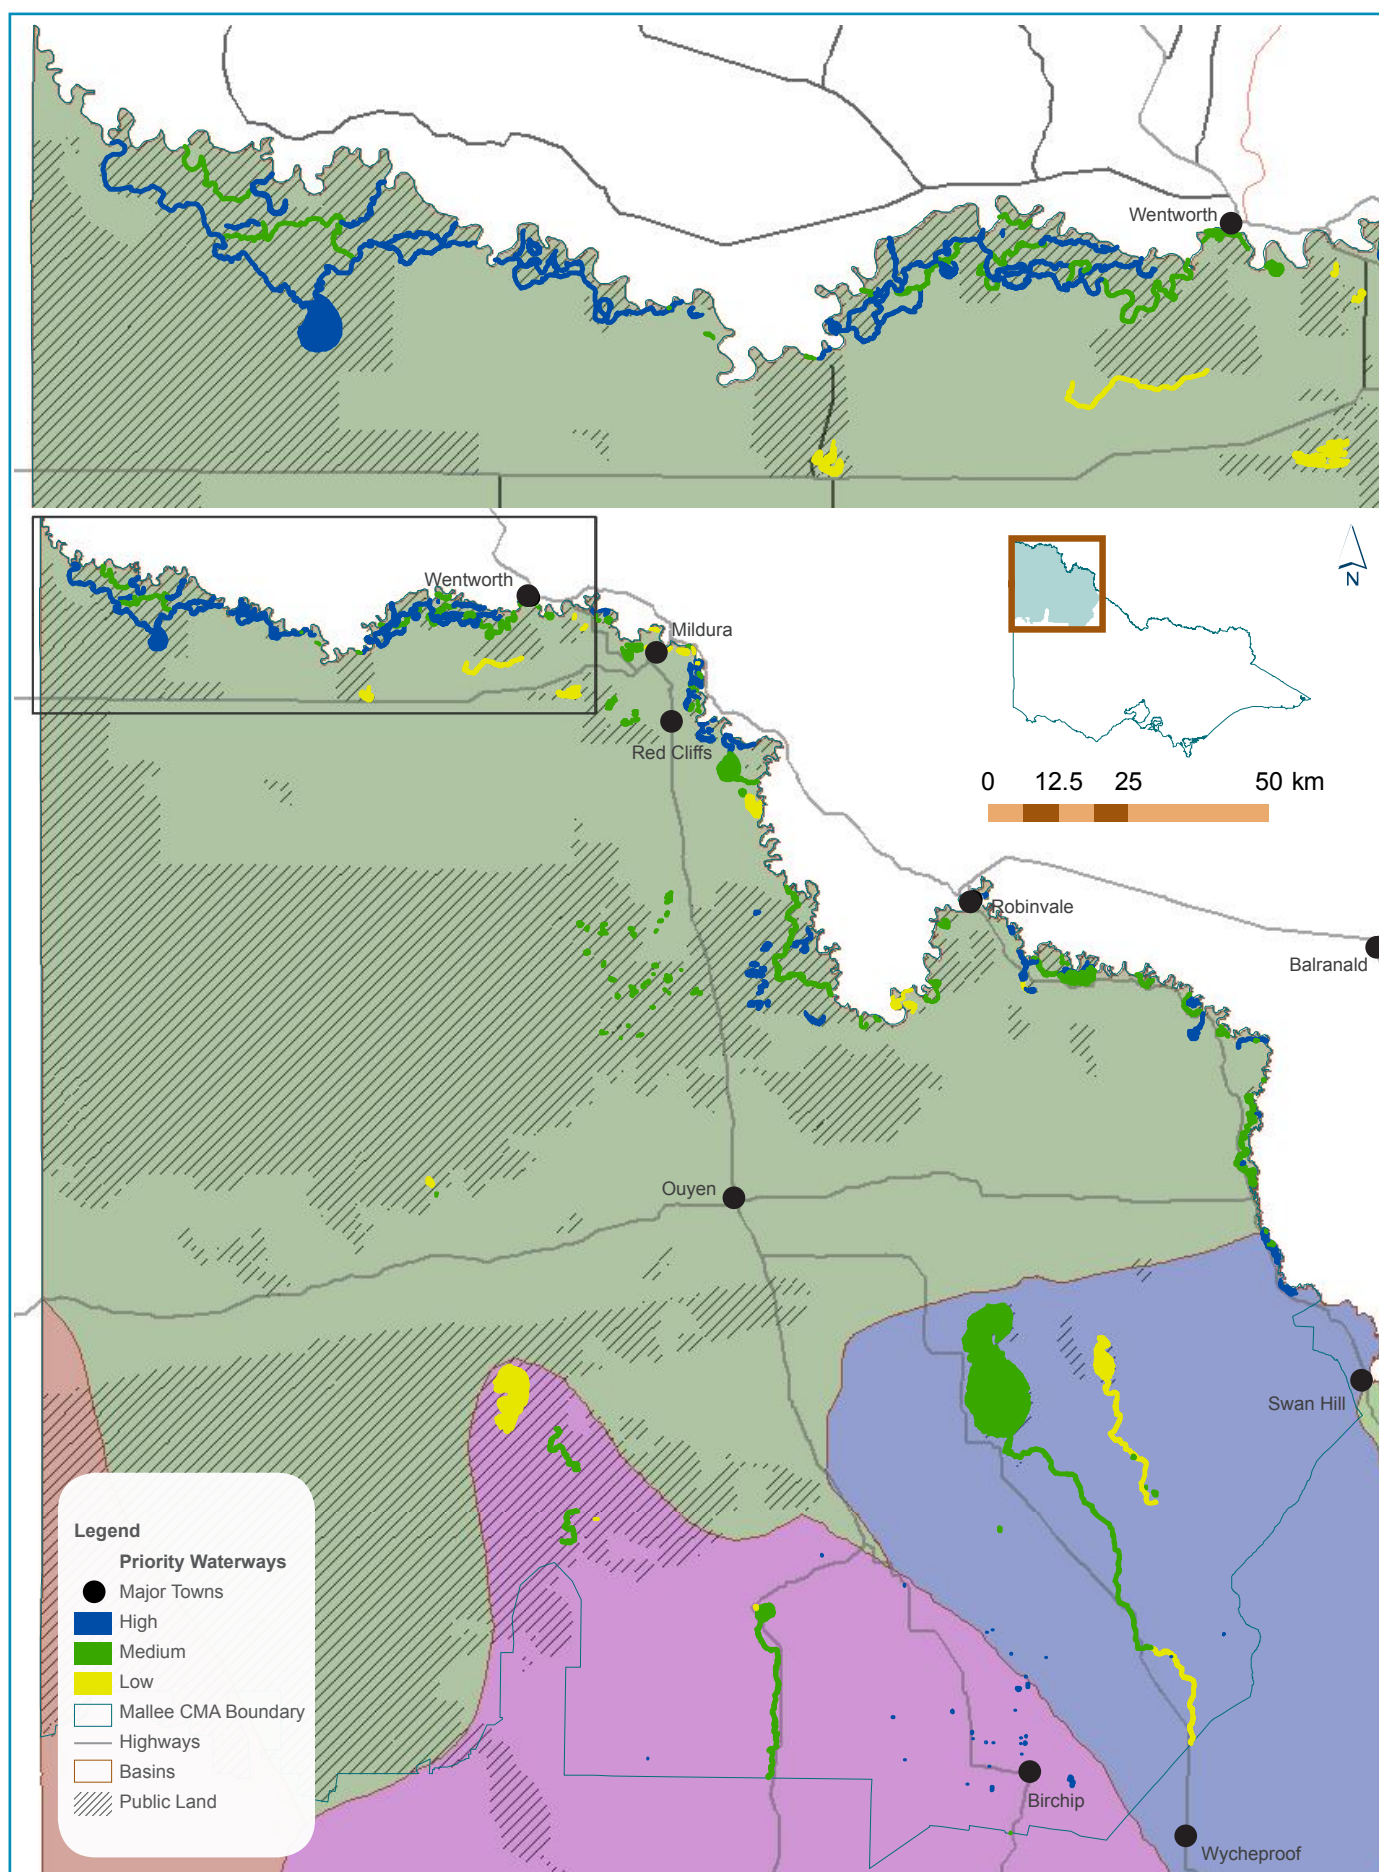 Wentworth
Wentworth
N
Mildura
Red Cliffs
0 12.5 25 50 km
Robinvale
Balranald
Ouyen
Swan Hill
Legend
Priority Waterways
Major Towns
High
Medium
Low
Mallee CMA Boundary
Highways
Basins
Public Land
Birchip
Wycheproof